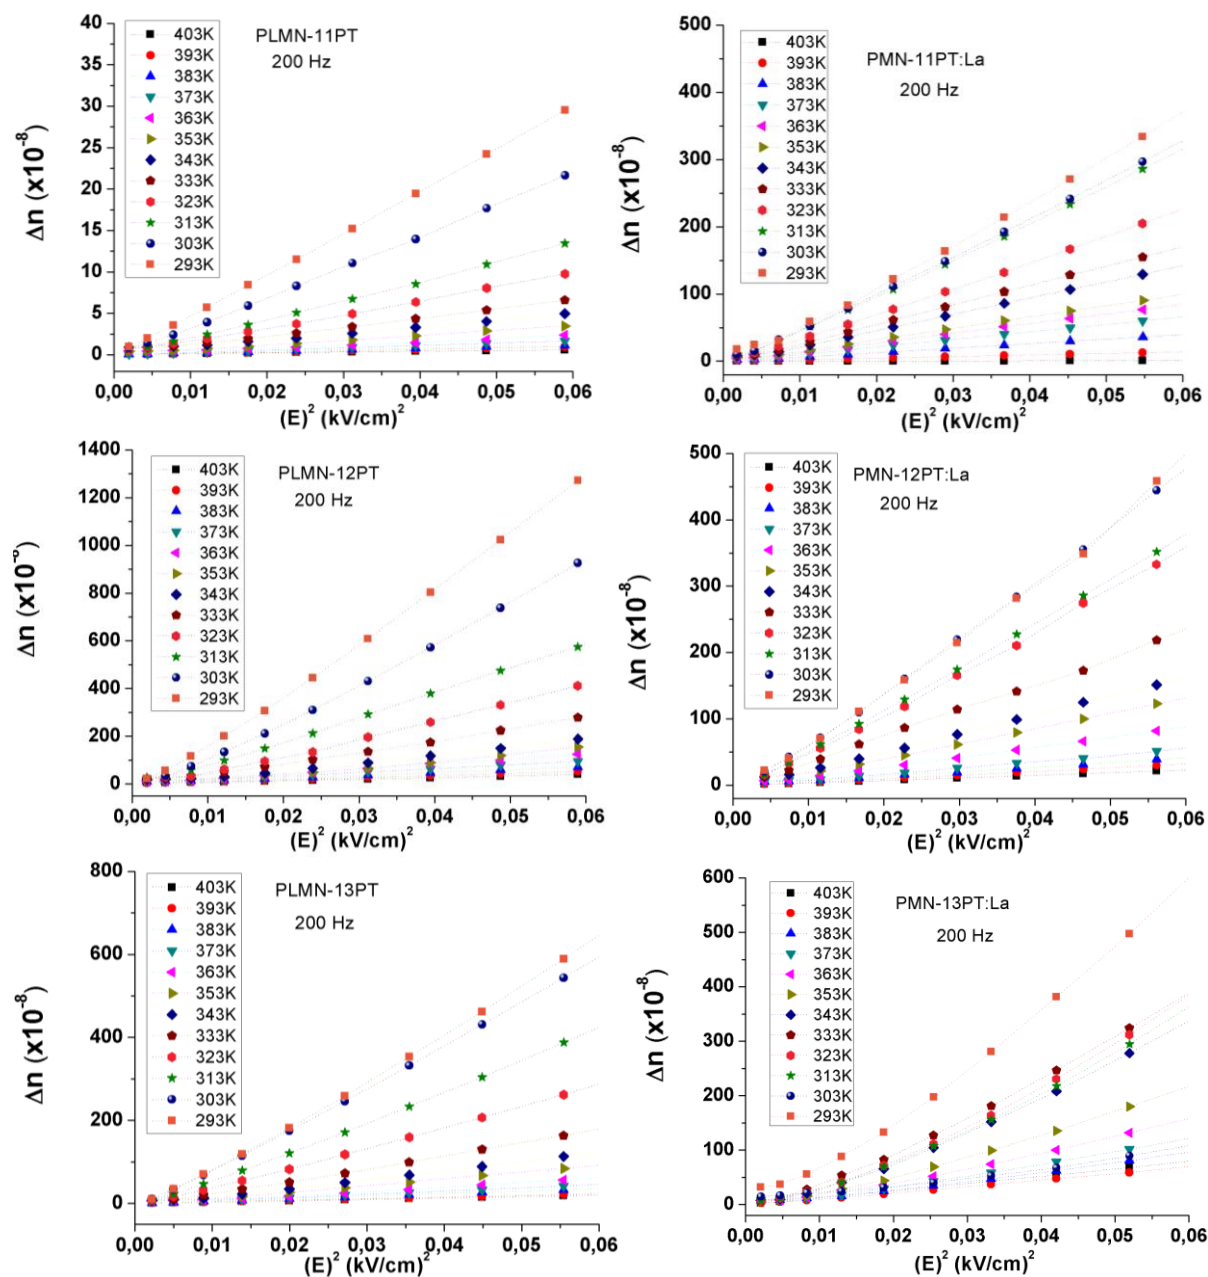 PLMN-11PT
200 Hz
403K
393K
383K
373K
363K
353K
343K
333K
323K
313K
303K
293K
40
35
30
25
20
15
10
5
0
Δn (x10⁻⁸)
0,00 0,01 0,02 0,03 0,04 0,05 0,06
(E)² (kV/cm)²
PMN-11PT:La
200 Hz
403K
393K
383K
373K
363K
353K
343K
333K
323K
313K
303K
293K
500
400
300
200
100
0
Δn (x10⁻⁸)
0,00 0,01 0,02 0,03 0,04 0,05 0,06
(E)² (kV/cm)²
PLMN-12PT
200 Hz
403K
393K
383K
373K
363K
353K
343K
333K
323K
313K
303K
293K
1400
1200
1000
800
600
400
200
0
Δn (x10⁻⁸)
0,00 0,01 0,02 0,03 0,04 0,05 0,06
(E)² (kV/cm)²
PMN-12PT:La
200 Hz
403K
393K
383K
373K
363K
353K
343K
333K
323K
313K
303K
293K
500
400
300
200
100
0
Δn (x10⁻⁸)
0,00 0,01 0,02 0,03 0,04 0,05 0,06
(E)² (kV/cm)²
PLMN-13PT
200 Hz
403K
393K
383K
373K
363K
353K
343K
333K
323K
313K
303K
293K
800
600
400
200
0
Δn (x10⁻⁸)
0,00 0,01 0,02 0,03 0,04 0,05 0,06
(E)² (kV/cm)²
PMN-13PT:La
200 Hz
403K
393K
383K
373K
363K
353K
343K
333K
323K
313K
303K
293K
600
500
400
300
200
100
0
Δn (x10⁻⁸)
0,00 0,01 0,02 0,03 0,04 0,05 0,06
(E)² (kV/cm)²